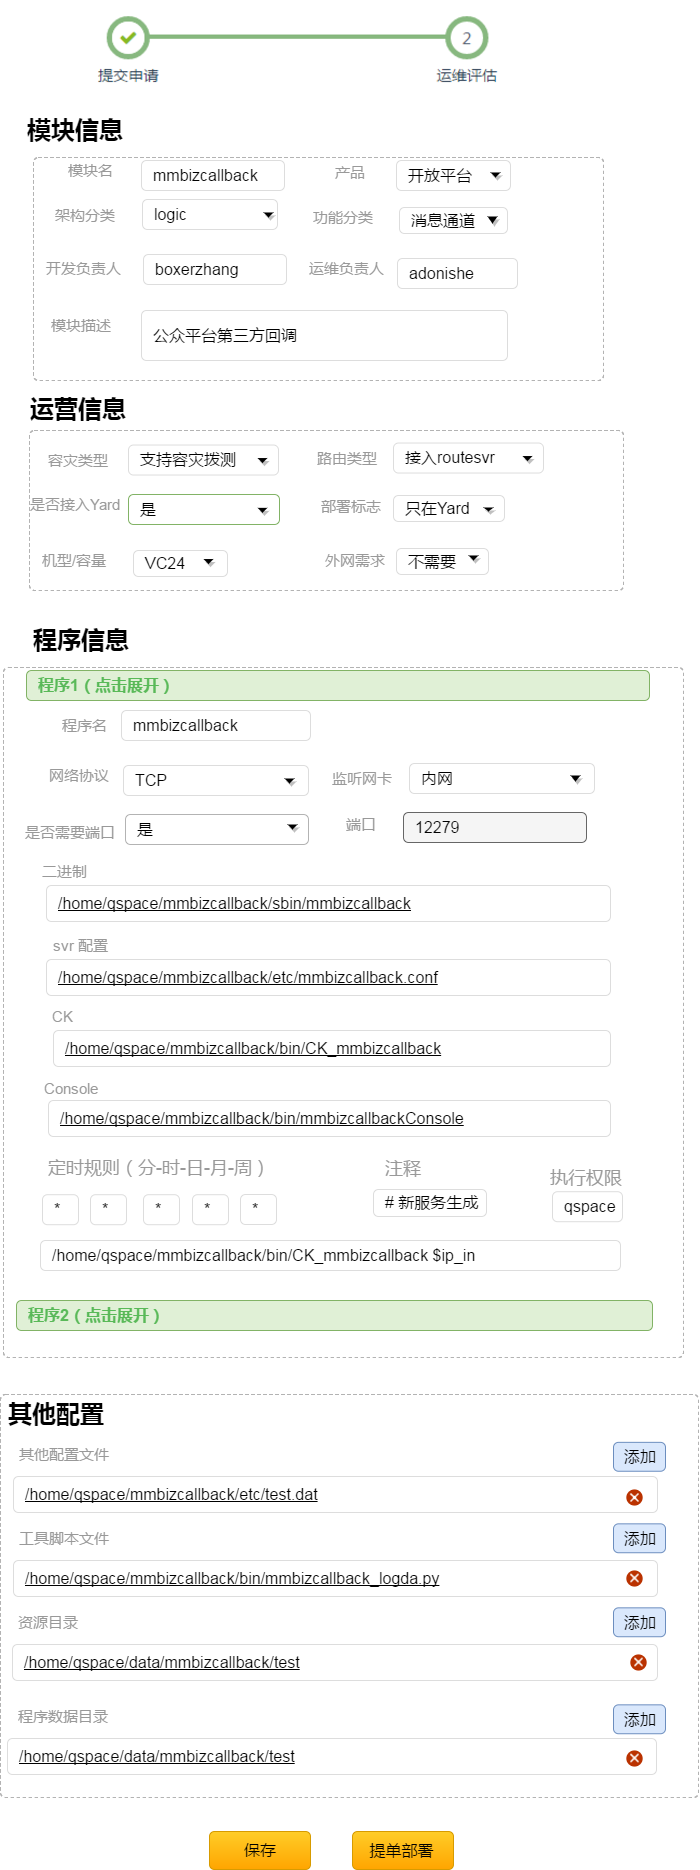 2
提交申请 运维评估
模块信息
模块名 mmbizcallback 产品 开放平台
架构分类 logic 功能分类 消息通道
开发负责人 boxerzhang 运维负责人 adonishe
模块描述 公众平台第三方回调
运营信息
容灾类型 支持容灾拨测 路由类型 接入routesvr
是否接入Yard 是 部署标志 只在Yard
机型/容量 VC24 外网需求 不需要
程序信息
程序1（点击展开）
程序名 mmbizcallback
网络协议 TCP 监听网卡 内网
是否需要端口 是 端口 12279
二进制
/home/qspace/mmbizcallback/sbin/mmbizcallback
svr 配置
/home/qspace/mmbizcallback/etc/mmbizcallback.conf
CK
/home/qspace/mmbizcallback/bin/CK_mmbizcallback
Console
/home/qspace/mmbizcallback/bin/mmbizcallbackConsole
定时规则（分-时-日-月-周） 注释 执行权限
* * * * * # 新服务生成 qspace
/home/qspace/mmbizcallback/bin/CK_mmbizcallback $ip_in
程序2（点击展开）
其他配置
其他配置文件 添加
/home/qspace/mmbizcallback/etc/test.dat
工具脚本文件 添加
/home/qspace/mmbizcallback/bin/mmbizcallback_logda.py
资源目录 添加
/home/qspace/data/mmbizcallback/test
程序数据目录 添加
/home/qspace/data/mmbizcallback/test
保存 提单部署